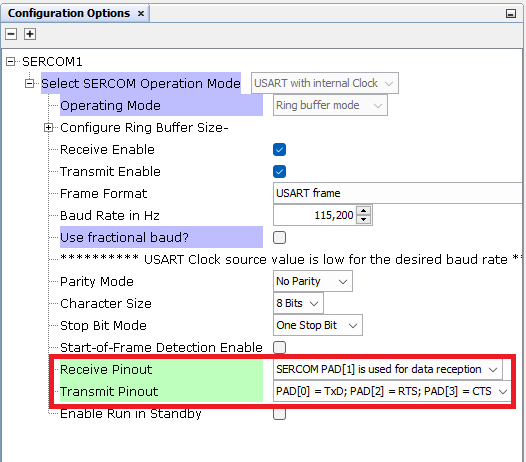 Configuration Options ×
SERCOM1
Select SERCOM Operation Mode USART with internal Clock
Operating Mode Ring buffer mode
Configure Ring Buffer Size-
Receive Enable
Transmit Enable
Frame Format USART frame
Baud Rate in Hz 115,200
Use fractional baud?
********** USART Clock source value is low for the desired baud rate **
Parity Mode No Parity
Character Size 8 Bits
Stop Bit Mode One Stop Bit
Start-of-Frame Detection Enable
Receive Pinout SERCOM PAD[1] is used for data reception
Transmit Pinout PAD[0] = TxD; PAD[2] = RTS; PAD[3] = CTS
Enable Run in Standby